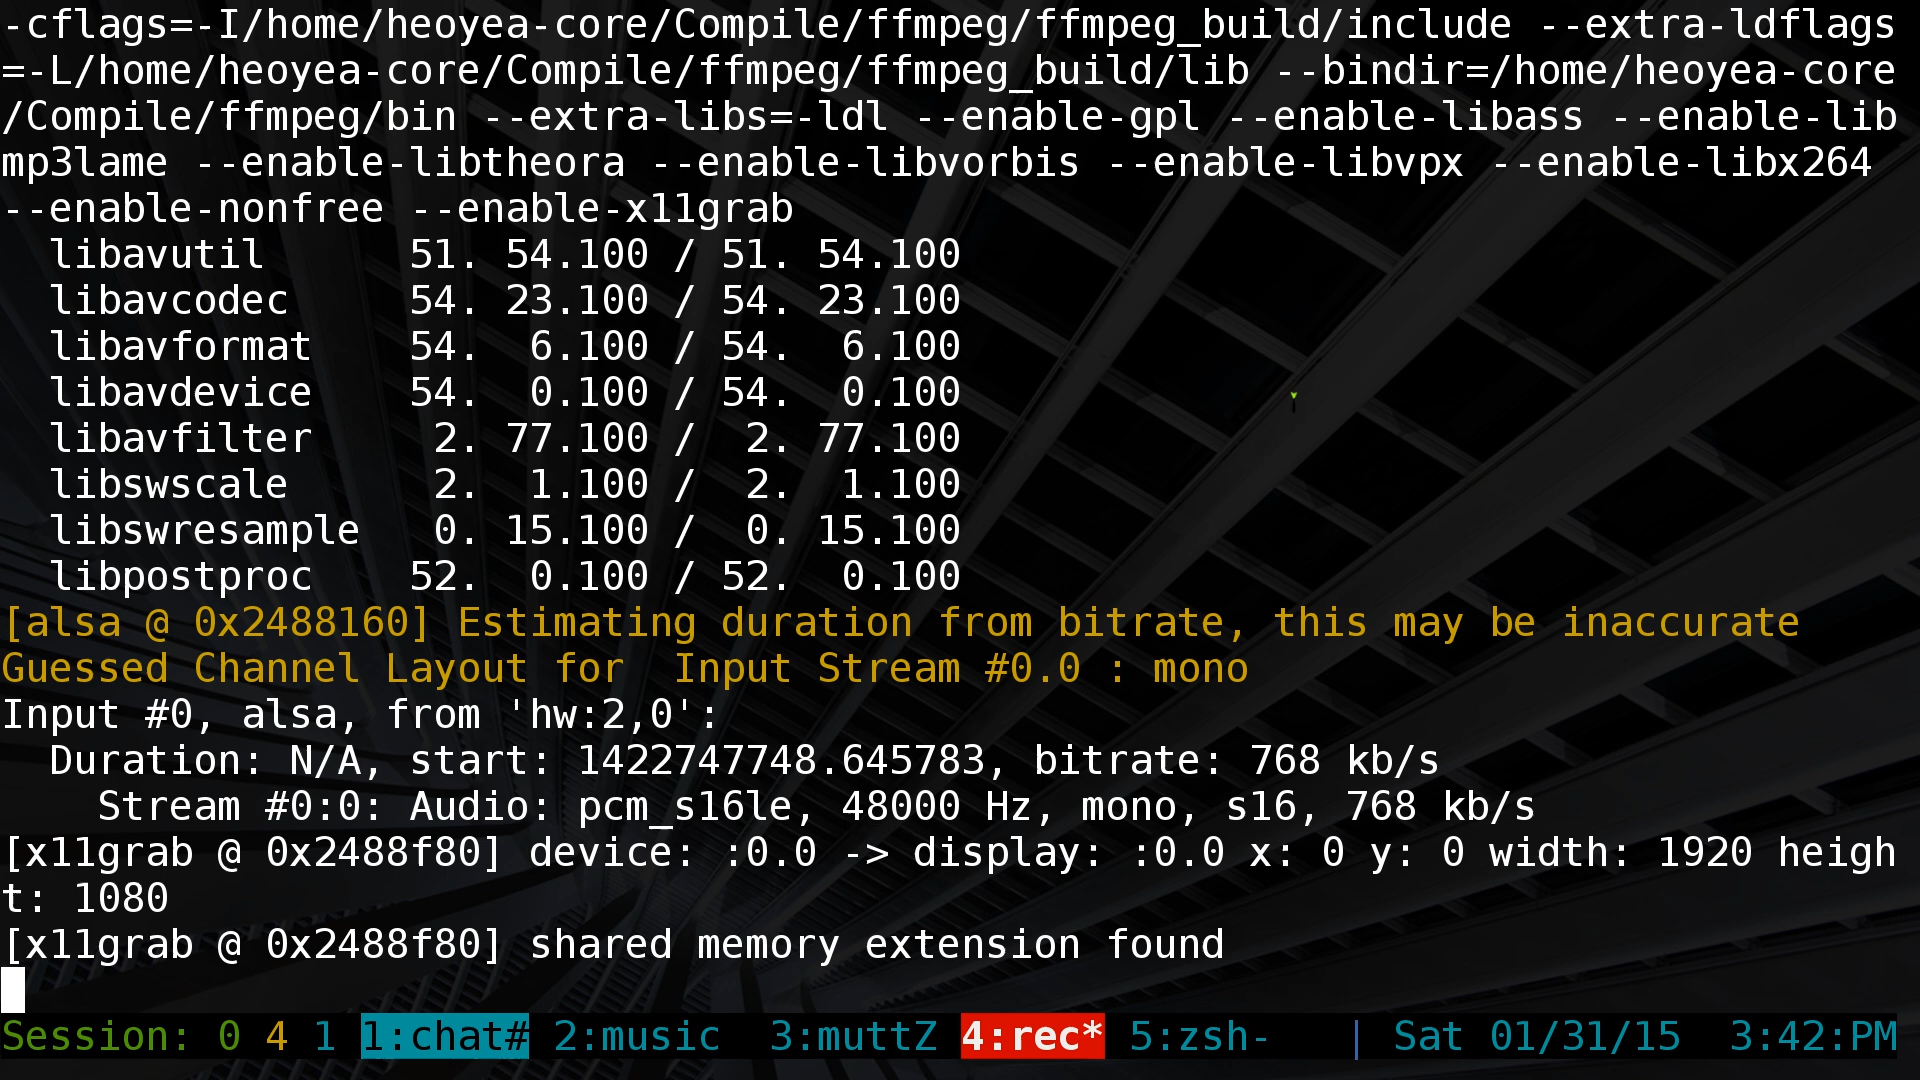 -cflags=-I/home/heoyea-core/Compile/ffmpeg/ffmpeg_build/include --extra-ldflags
=-L/home/heoyea-core/Compile/ffmpeg/ffmpeg_build/lib --bindir=/home/heoyea-core
/Compile/ffmpeg/bin --extra-libs=-ldl --enable-gpl --enable-libass --enable-lib
mp3lame --enable-libtheora --enable-libvorbis --enable-libvpx --enable-libx264
--enable-nonfree --enable-x11grab
  libavutil      51. 54.100 / 51. 54.100
  libavcodec     54. 23.100 / 54. 23.100
  libavformat    54.  6.100 / 54.  6.100
  libavdevice    54.  0.100 / 54.  0.100
  libavfilter     2. 77.100 /  2. 77.100
  libswscale      2.  1.100 /  2.  1.100
  libswresample   0. 15.100 /  0. 15.100
  libpostproc    52.  0.100 / 52.  0.100
[alsa @ 0x2488160] Estimating duration from bitrate, this may be inaccurate
Guessed Channel Layout for  Input Stream #0.0 : mono
Input #0, alsa, from 'hw:2,0':
  Duration: N/A, start: 1422747748.645783, bitrate: 768 kb/s
    Stream #0:0: Audio: pcm_s16le, 48000 Hz, mono, s16, 768 kb/s
[x11grab @ 0x2488f80] device: :0.0 -> display: :0.0 x: 0 y: 0 width: 1920 heigh
t: 1080
[x11grab @ 0x2488f80] shared memory extension found
Session: 0 4 1 1:chat# 2:music  3:muttZ 4:rec* 5:zsh-   | Sat 01/31/15  3:42:PM